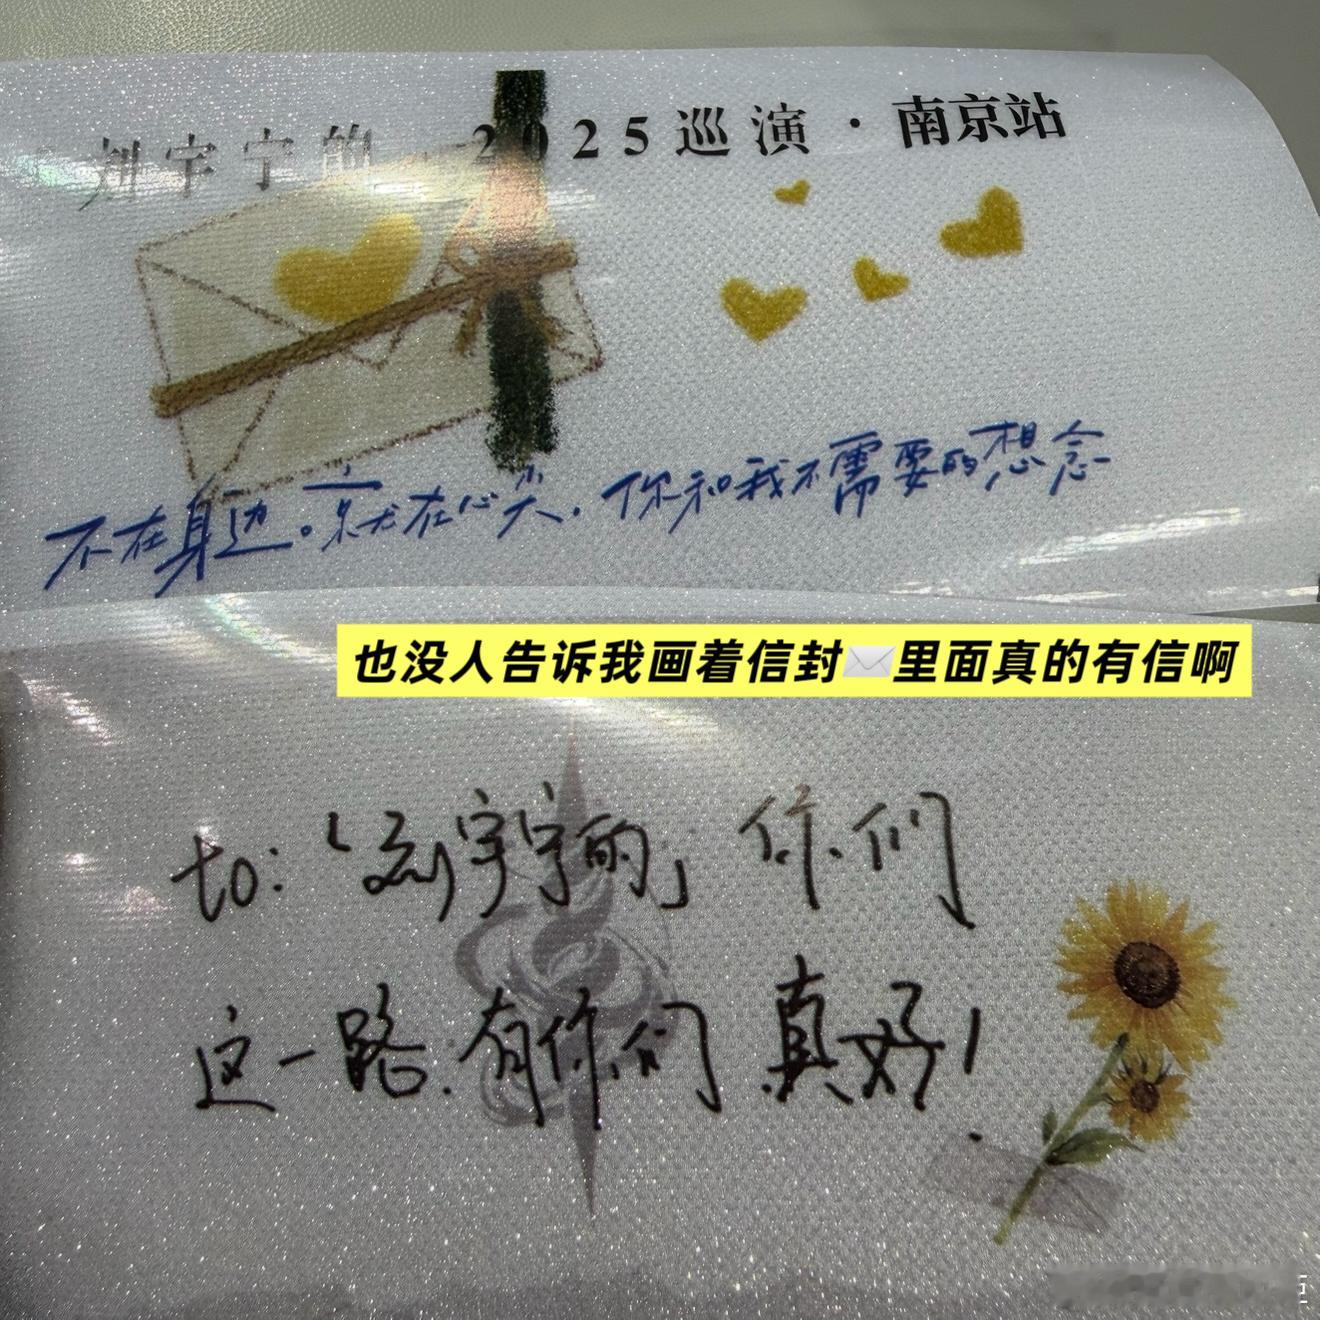 刘宇宁的 2025巡演·南京站
不在身边。就在心尖.你和我不需要的想念
也没人告诉我画着信封✉️里面真的有信啊
to:「刘宇宁的」你们
这一路.有你们真好!